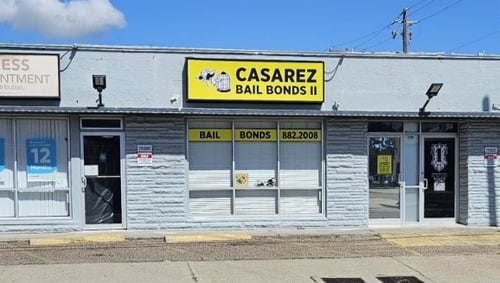 ESS
NTMENT
CASAREZ
BAIL BONDS II
BAIL BONDS 882.2008
12